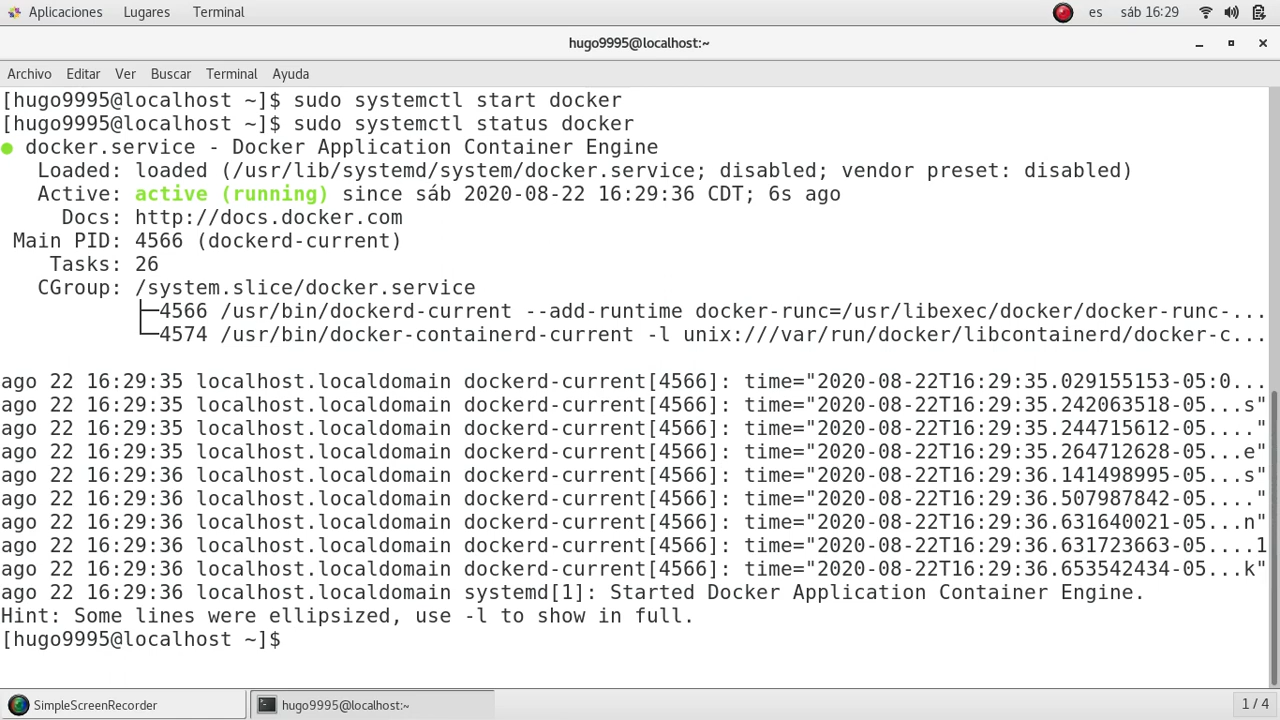 Aplicaciones Lugares Terminal es sáb 16:29
hugo9995@localhost:~
Archivo Editar Ver Buscar Terminal Ayuda
[hugo9995@localhost ~]$ sudo systemctl start docker
[hugo9995@localhost ~]$ sudo systemctl status docker
● docker.service - Docker Application Container Engine
   Loaded: loaded (/usr/lib/systemd/system/docker.service; disabled; vendor preset: disabled)
   Active: active (running) since sáb 2020-08-22 16:29:36 CDT; 6s ago
     Docs: http://docs.docker.com
 Main PID: 4566 (dockerd-current)
    Tasks: 26
   CGroup: /system.slice/docker.service
           ├─4566 /usr/bin/dockerd-current --add-runtime docker-runc=/usr/libexec/docker/docker-runc-...
           └─4574 /usr/bin/docker-containerd-current -l unix:///var/run/docker/libcontainerd/docker-c...
ago 22 16:29:35 localhost.localdomain dockerd-current[4566]: time="2020-08-22T16:29:35.029155153-05:0...
ago 22 16:29:35 localhost.localdomain dockerd-current[4566]: time="2020-08-22T16:29:35.242063518-05...s"
ago 22 16:29:35 localhost.localdomain dockerd-current[4566]: time="2020-08-22T16:29:35.244715612-05...."
ago 22 16:29:35 localhost.localdomain dockerd-current[4566]: time="2020-08-22T16:29:35.264712628-05...e"
ago 22 16:29:36 localhost.localdomain dockerd-current[4566]: time="2020-08-22T16:29:36.141498995-05...s"
ago 22 16:29:36 localhost.localdomain dockerd-current[4566]: time="2020-08-22T16:29:36.507987842-05...."
ago 22 16:29:36 localhost.localdomain dockerd-current[4566]: time="2020-08-22T16:29:36.631640021-05...n"
ago 22 16:29:36 localhost.localdomain dockerd-current[4566]: time="2020-08-22T16:29:36.631723663-05....1
ago 22 16:29:36 localhost.localdomain dockerd-current[4566]: time="2020-08-22T16:29:36.653542434-05...k"
ago 22 16:29:36 localhost.localdomain systemd[1]: Started Docker Application Container Engine.
Hint: Some lines were ellipsized, use -l to show in full.
[hugo9995@localhost ~]$
SimpleScreenRecorder hugo9995@localhost:~ 1 / 4